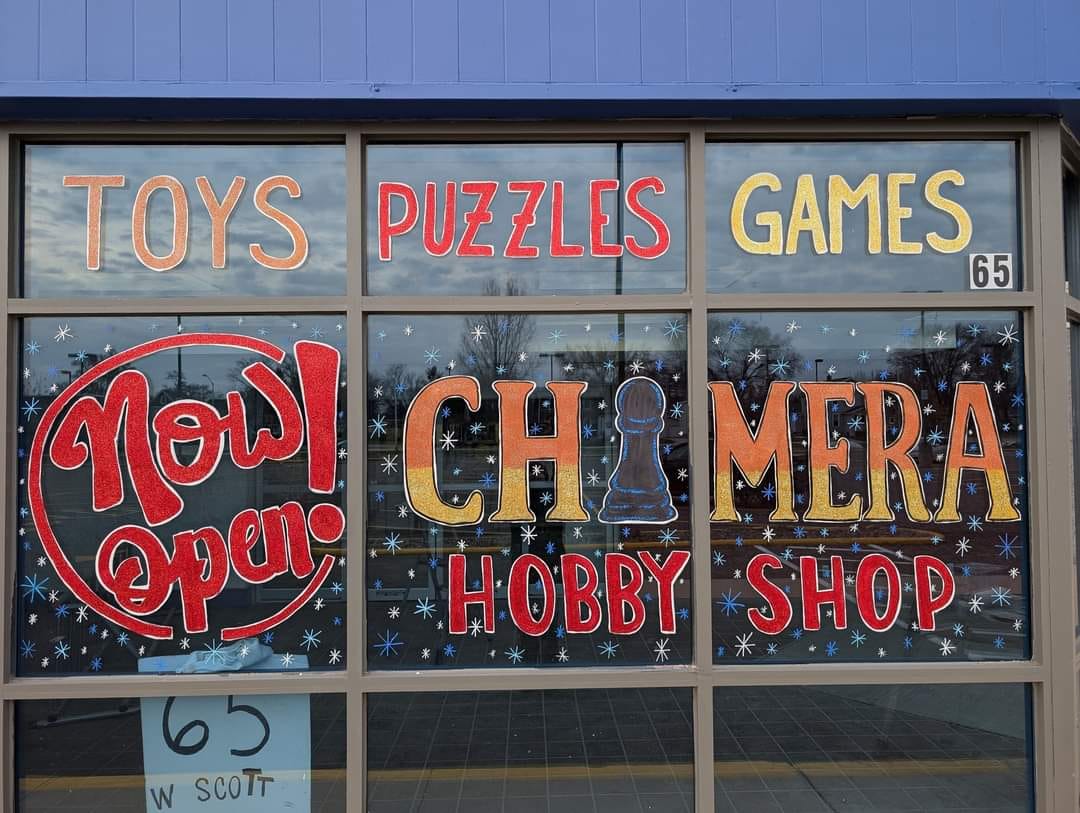 TOYS PUZZLES GAMES
65
Now! CHIMERA
Open HOBBY SHOP
65
W SCOTT